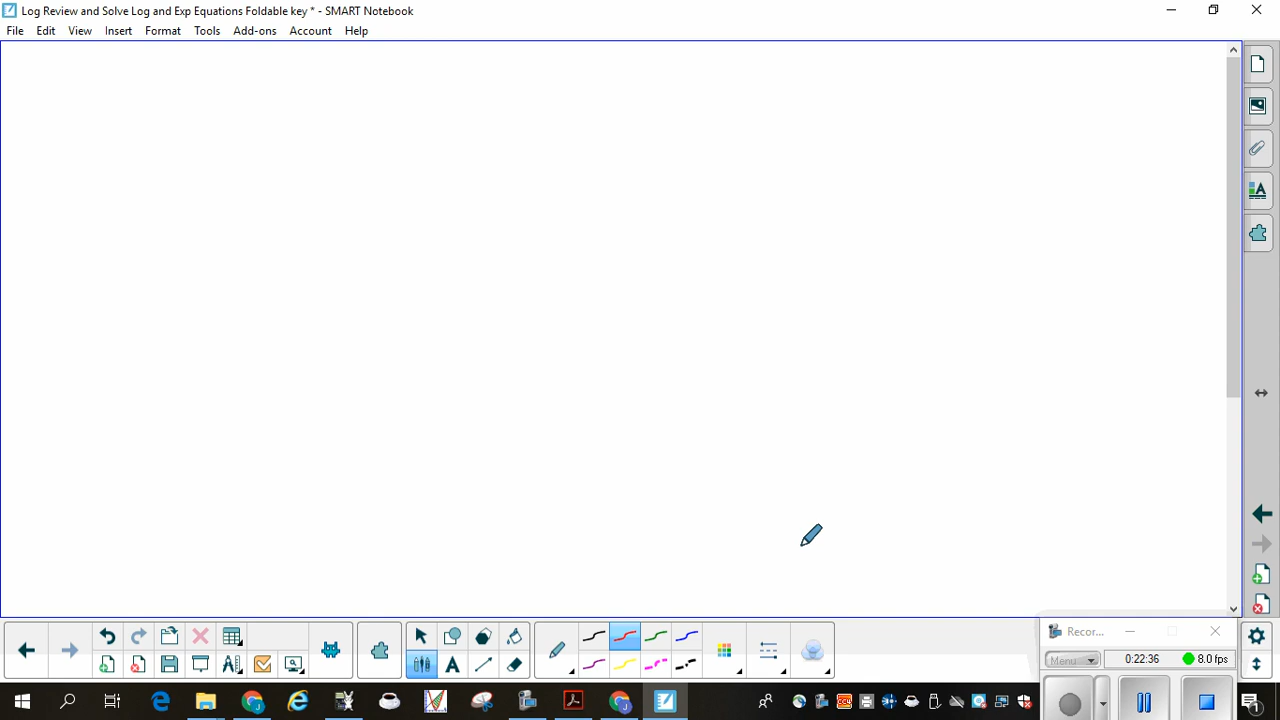 Log Review and Solve Log and Exp Equations Foldable key * - SMART Notebook
File Edit View Insert Format Tools Add-ons Account Help
Recor...
Menu 0:22:36 8.0 fps